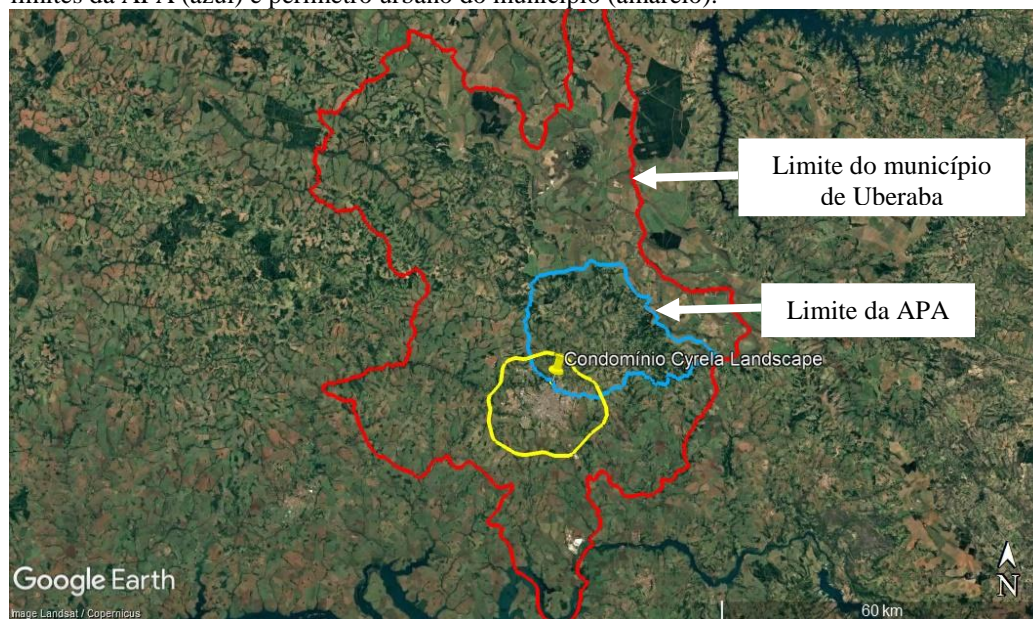 limites da APA (azul) e perímetro urbano do município (amarelo).
Limite do município
de Uberaba
Limite da APA
Condomínio Cyrela Landscape
Google Earth
Image Landsat / Copernicus
60 km
N